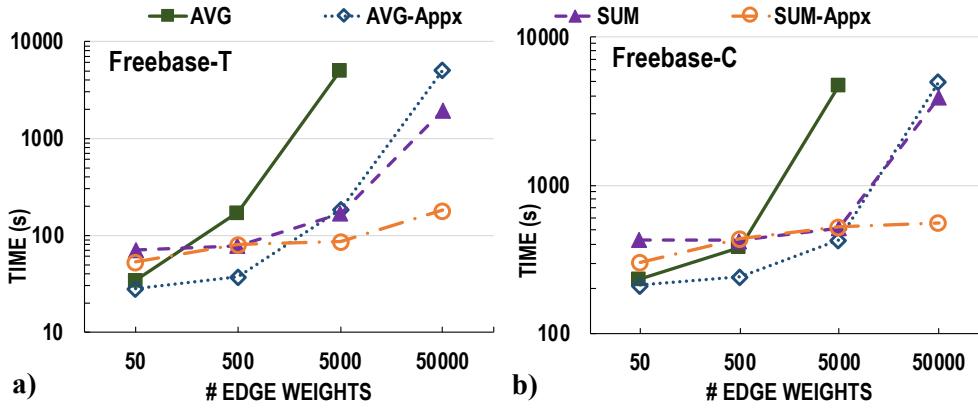 AVG AVG-Appx SUM SUM-Appx
Freebase-T
10000
1000
100
10
TIME (s)
50 500 5000 50000
# EDGE WEIGHTS
a)
Freebase-C
10000
1000
100
TIME (s)
50 500 5000 50000
# EDGE WEIGHTS
b)